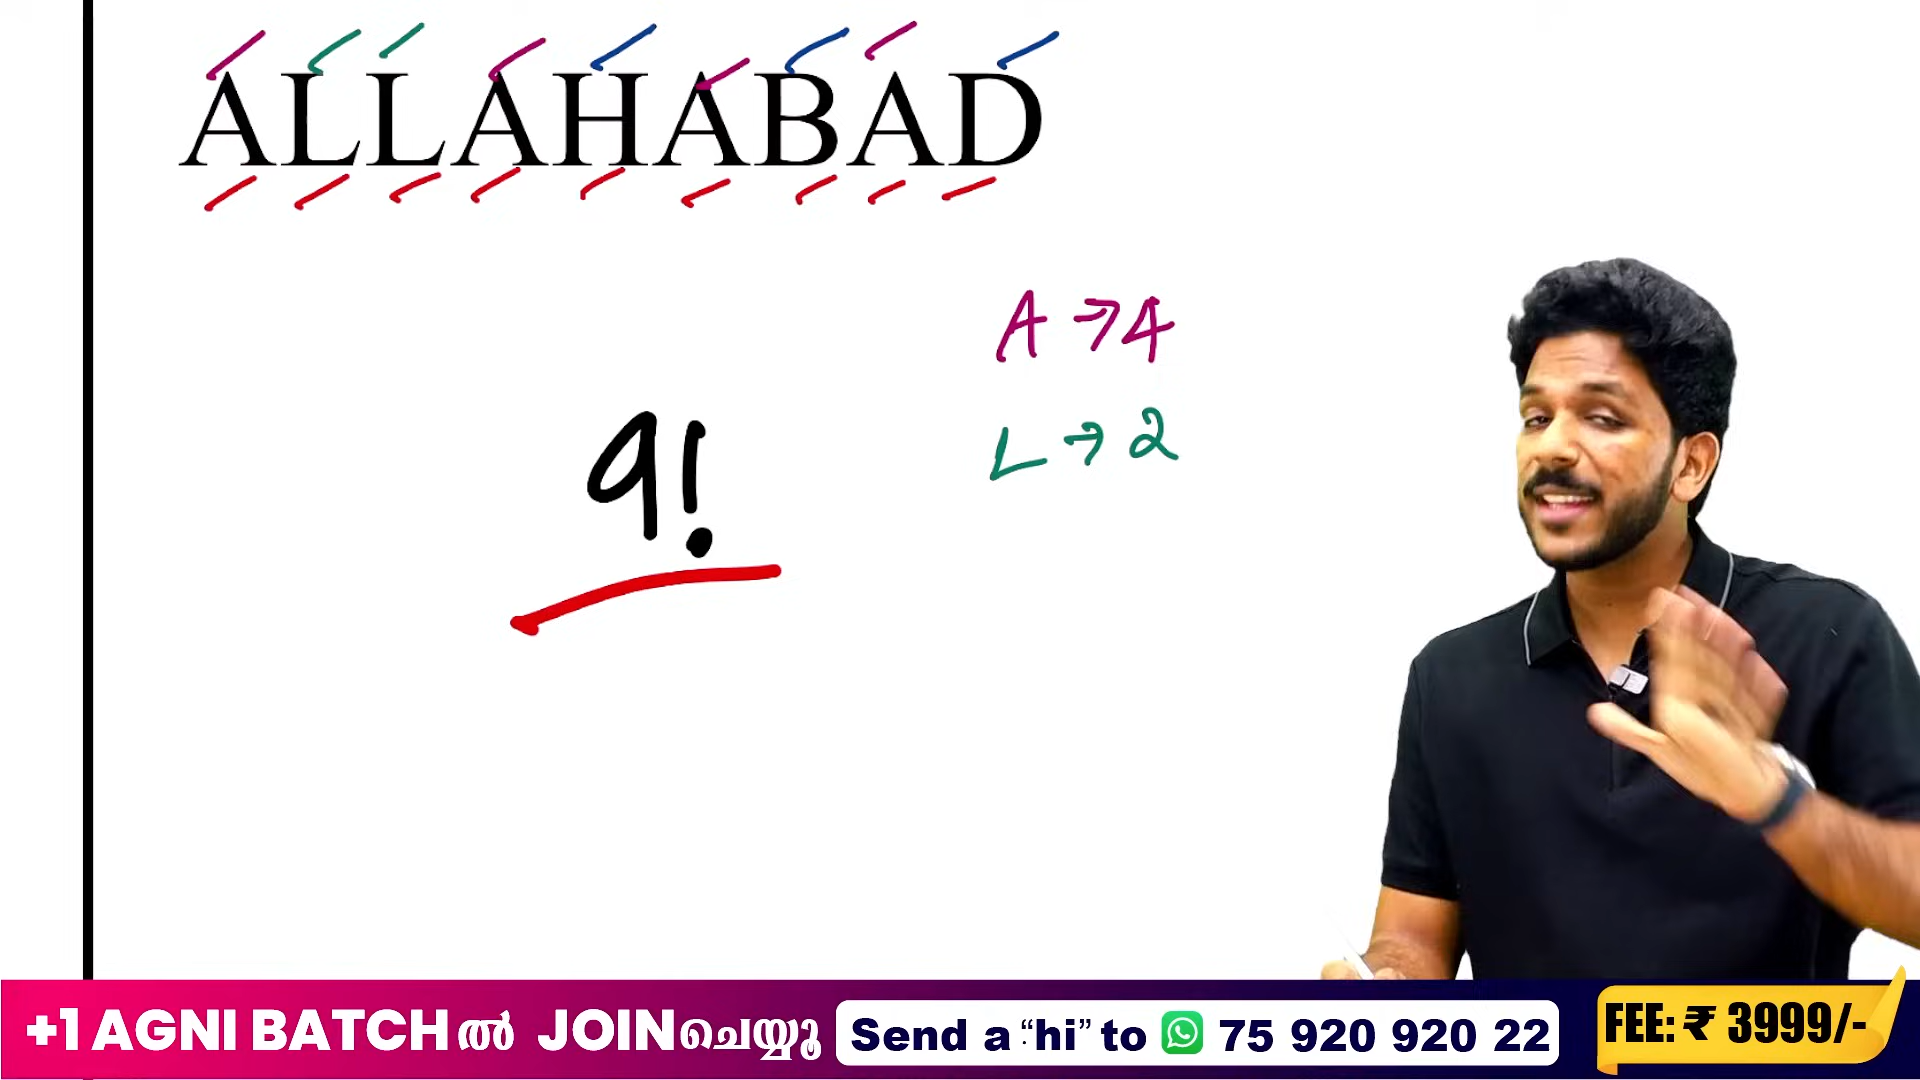 ALLAHABAD
A → 4
L → 2
9!
+1 AGNI BATCH ൽ JOIN ചെയ്യൂ
Send a “hi” to 75 920 920 22
FEE: ₹ 3999/-